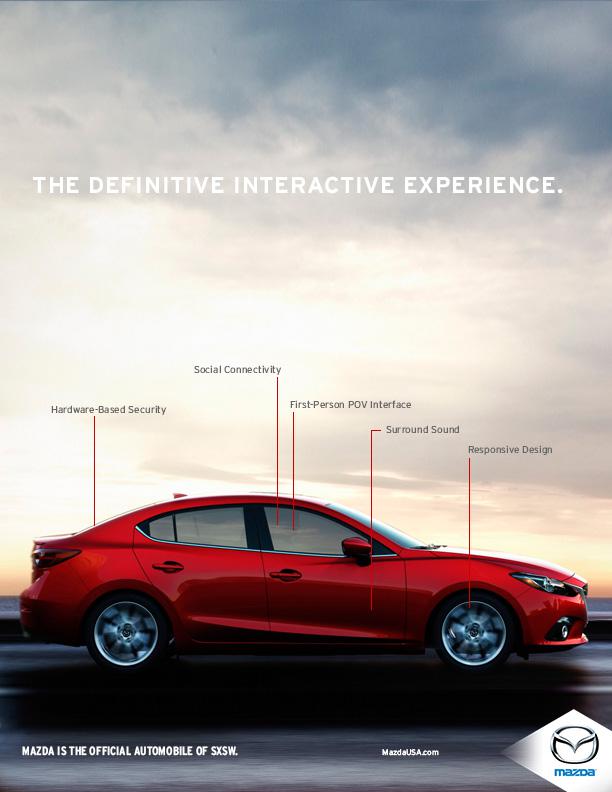 THE DEFINITIVE INTERACTIVE EXPERIENCE.
Social Connectivity
First-Person POV Interface
Hardware-Based Security
Surround Sound
Responsive Design
MAZDA IS THE OFFICIAL AUTOMOBILE OF SXSW.
MazdaUSA.com
mazda